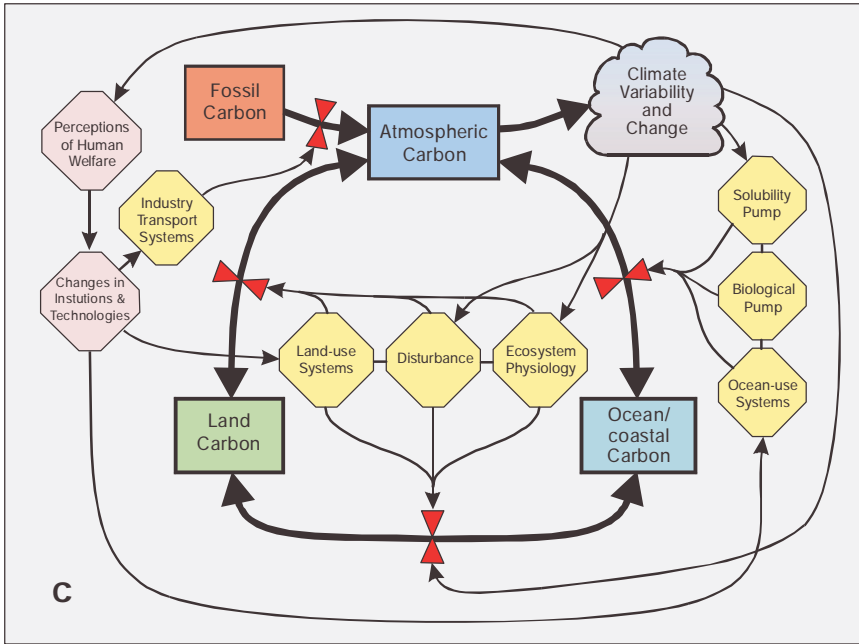 Fossil
Carbon
Climate
Variability
and
Change
Perceptions
of Human
Welfare
Atmospheric
Carbon
Industry
Transport
Systems
Solubility
Pump
Changes in
Instutions &
Technologies
Biological
Pump
Land-use
Systems
Disturbance
Ecosystem
Physiology
Ocean-use
Systems
Land
Carbon
Ocean/
coastal
Carbon
C